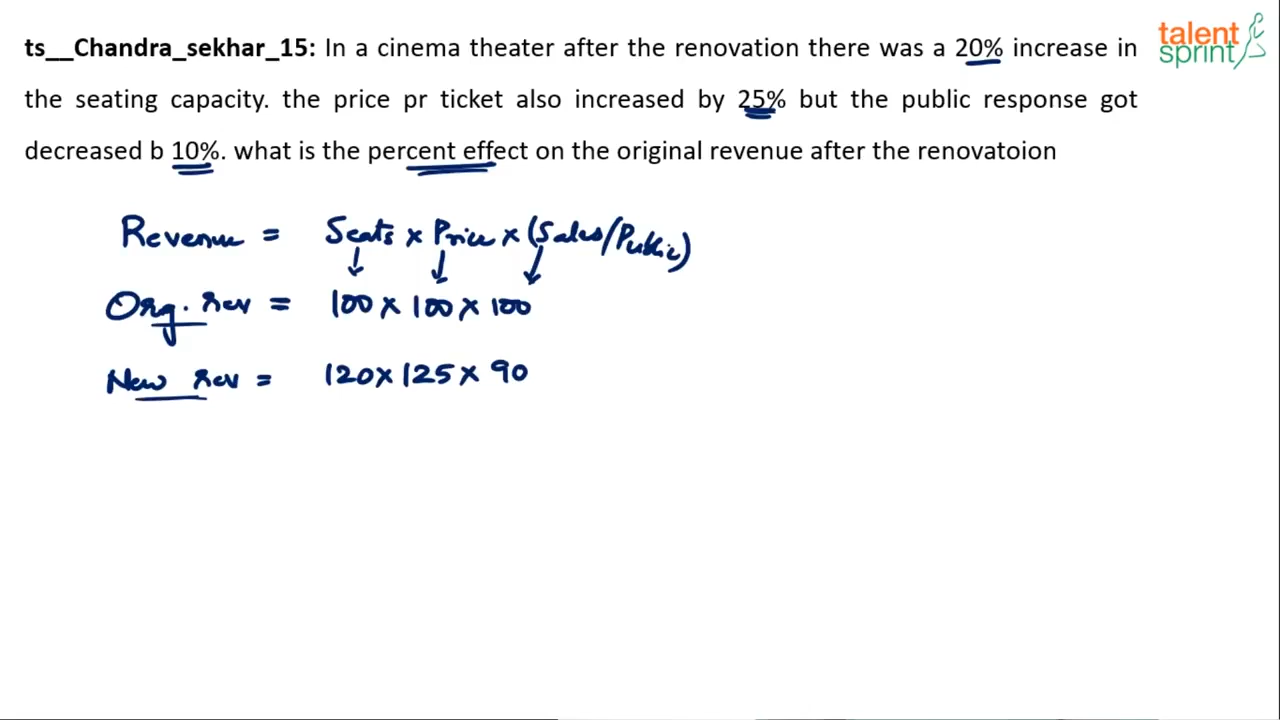 ts__Chandra_sekhar_15: In a cinema theater after the renovation there was a 20% increase in
the seating capacity. the price pr ticket also increased by 25% but the public response got
decreased b 10%. what is the percent effect on the original revenue after the renovatoion
talent
sprint
Revenue = Seats × Price × (Sales/Public)
Org. rev = 100 × 100 × 100
New rev = 120 × 125 × 90